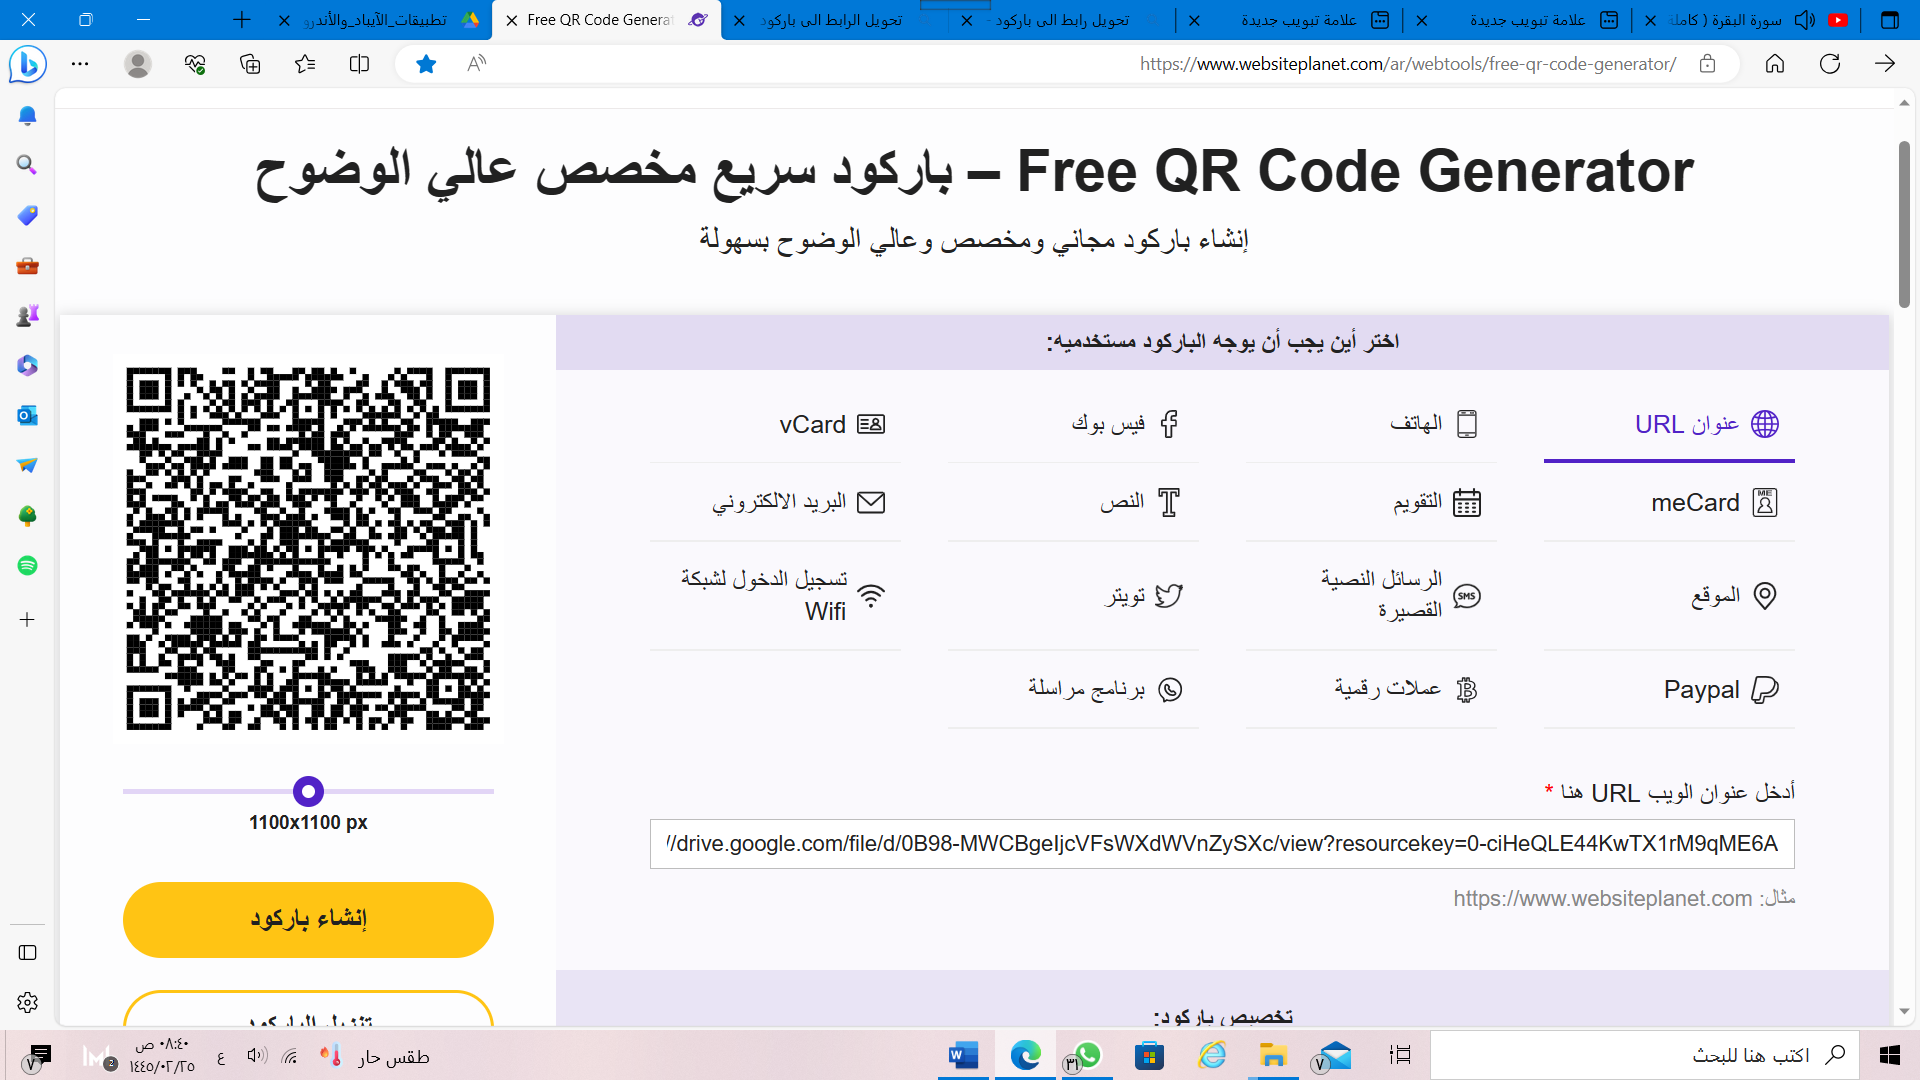 سورة البقرة ( كاملة
علامة تبويب جديدة
علامة تبويب جديدة
تحويل رابط الى باركود -
تحويل الرابط الى باركود
Free QR Code Generat
تطبيقات_الآيباد_والأندرو
https://www.websiteplanet.com/ar/webtools/free-qr-code-generator/
Free QR Code Generator – باركود سريع مخصص عالي الوضوح
إنشاء باركود مجاني ومخصص وعالي الوضوح بسهولة
اختر أين يجب أن يوجه الباركود مستخدميه:
عنوان URL
الهاتف
فيس بوك
vCard
meCard
التقويم
النص
البريد الالكتروني
الموقع
الرسائل النصية
القصيرة
تويتر
تسجيل الدخول لشبكة
Wifi
Paypal
عملات رقمية
برنامج مراسلة
أدخل عنوان الويب URL هنا *
//drive.google.com/file/d/0B98-MWCBgeIjcVFsWXdWVnZySXc/view?resourcekey=0-ciHeQLE44KwTX1rM9qME6A
مثال: https://www.websiteplanet.com
تخصيص باركود:
1100x1100 px
إنشاء باركود
تنزيل الباركود
اكتب هنا للبحث
٧
٣١
طقس حار
ع
٠٨:٤٠ ص
١٤٤٥/٠٢/٢٥
2
٧